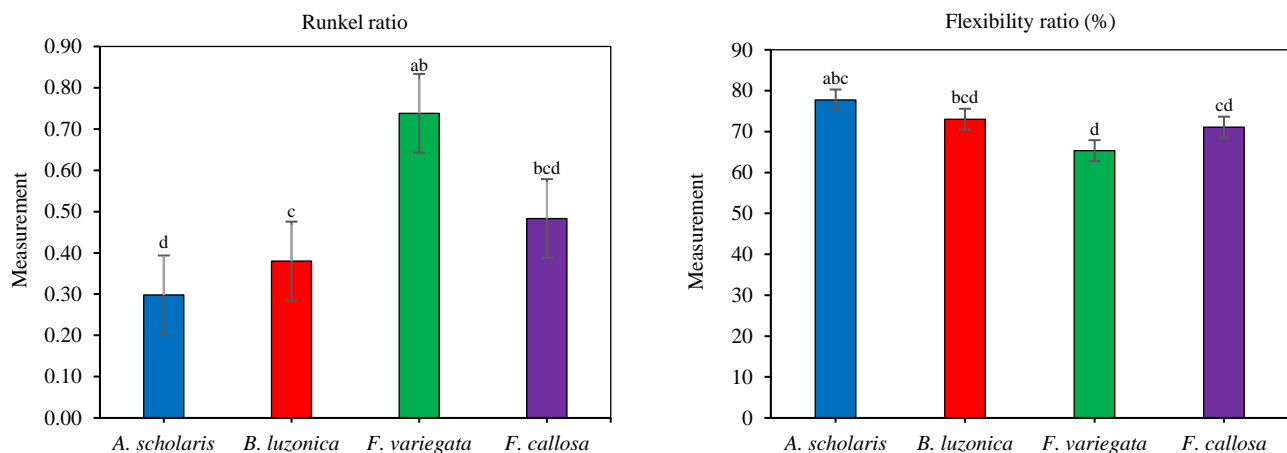 Runkel ratio
0.90
0.80
0.70
0.60
0.50
0.40
0.30
0.20
0.10
0.00
Measurement
d
c
ab
bcd
A. scholaris B. luzonica F. variegata F. callosa
Flexibility ratio (%)
90
80
70
60
50
40
30
20
10
0
Measurement
abc
bcd
d
cd
A. scholaris B. luzonica F. variegata F. callosa